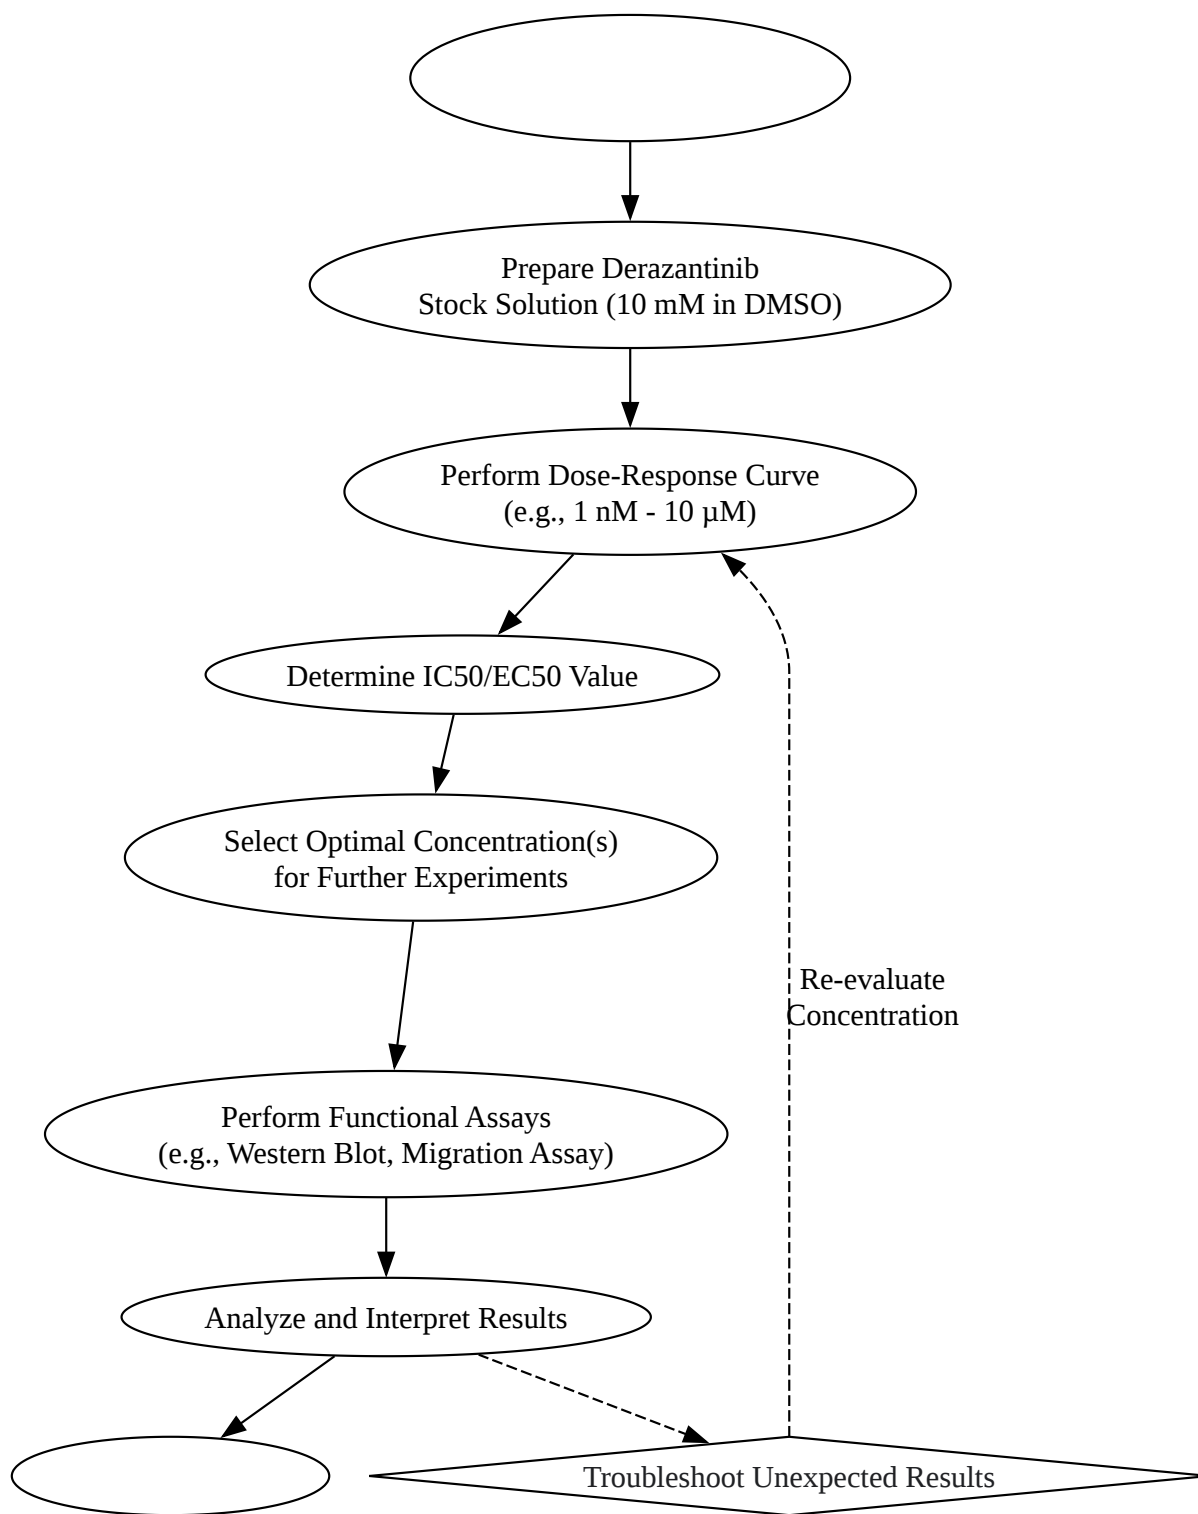 Prepare Derazantinib
Stock Solution (10 mM in DMSO)
Perform Dose-Response Curve
(e.g., 1 nM - 10 µM)
Determine IC50/EC50 Value
Select Optimal Concentration(s)
for Further Experiments
Re-evaluate
Concentration
Perform Functional Assays
(e.g., Western Blot, Migration Assay)
Analyze and Interpret Results
Troubleshoot Unexpected Results